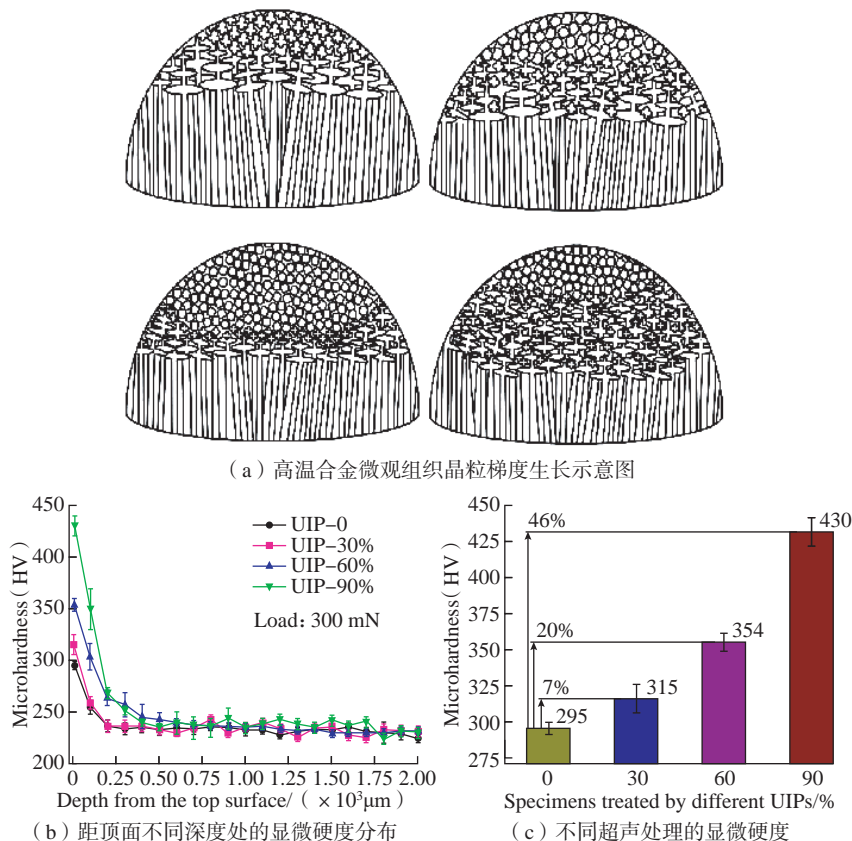 (a)高温合金微观组织晶粒梯度生长示意图
450
400
350
300
250
200
Microhardness(HV)
UIP-0
UIP-30%
UIP-60%
UIP-90%
Load: 300 mN
0 0.25 0.50 0.75 1.00 1.25 1.50 1.75 2.00
Depth from the top surface/(×10³μm)
(b)距顶面不同深度处的显微硬度分布
450
425
400
375
350
325
300
275
Microhardness(HV)
46%
430
20%
354
7%
315
295
0 30 60 90
Specimens treated by different UIPs/%
(c)不同超声处理的显微硬度